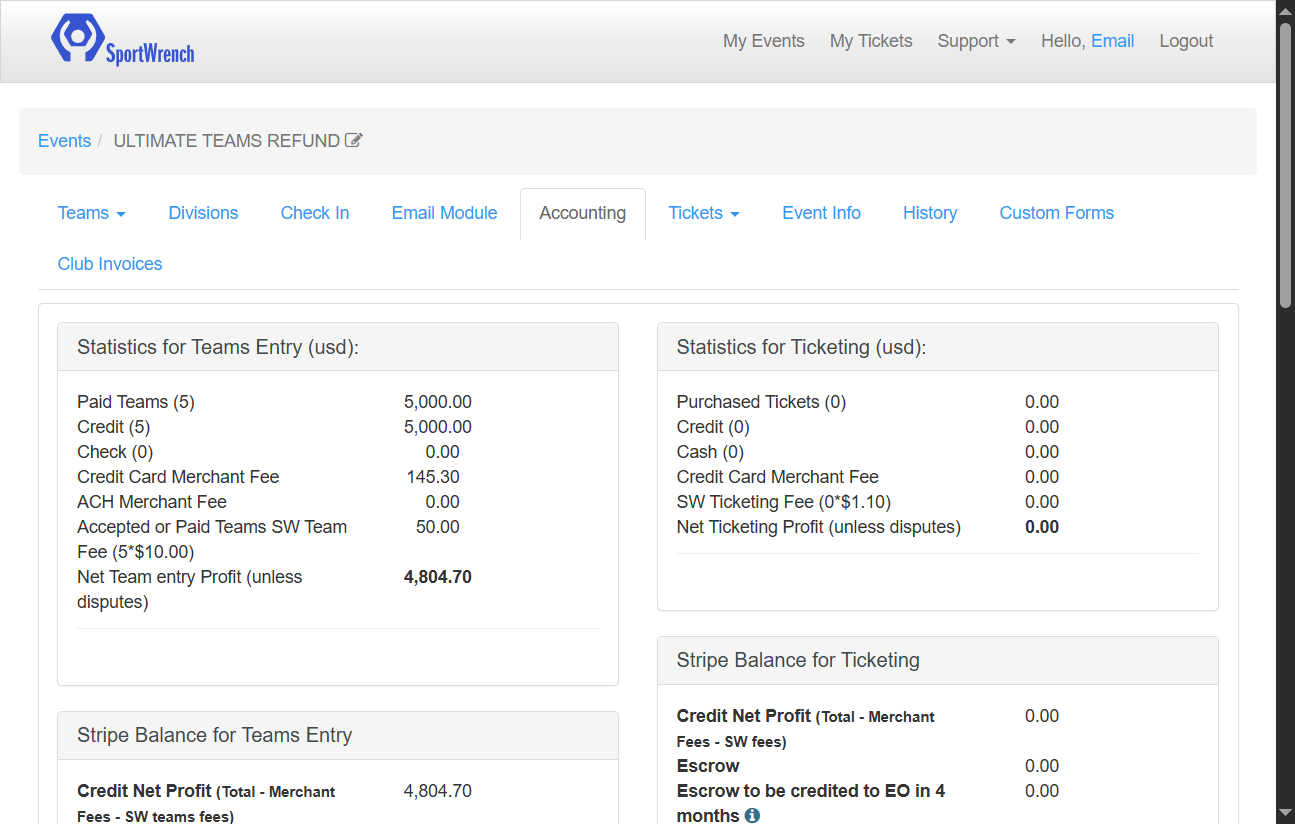 SportWrench
My Events My Tickets Support Hello, Email Logout
Events / ULTIMATE TEAMS REFUND
Teams Divisions Check In Email Module Accounting Tickets Event Info History Custom Forms
Club Invoices
Statistics for Teams Entry (usd):
Paid Teams (5) 5,000.00
Credit (5) 5,000.00
Check (0) 0.00
Credit Card Merchant Fee 145.30
ACH Merchant Fee 0.00
Accepted or Paid Teams SW Team 50.00
Fee (5*$10.00)
Net Team entry Profit (unless 4,804.70
disputes)
Stripe Balance for Teams Entry
Credit Net Profit (Total - Merchant 4,804.70
Fees - SW teams fees)
Statistics for Ticketing (usd):
Purchased Tickets (0) 0.00
Credit (0) 0.00
Cash (0) 0.00
Credit Card Merchant Fee 0.00
SW Ticketing Fee (0*$1.10) 0.00
Net Ticketing Profit (unless disputes) 0.00
Stripe Balance for Ticketing
Credit Net Profit (Total - Merchant 0.00
Fees - SW fees)
Escrow 0.00
Escrow to be credited to EO in 4 0.00
months